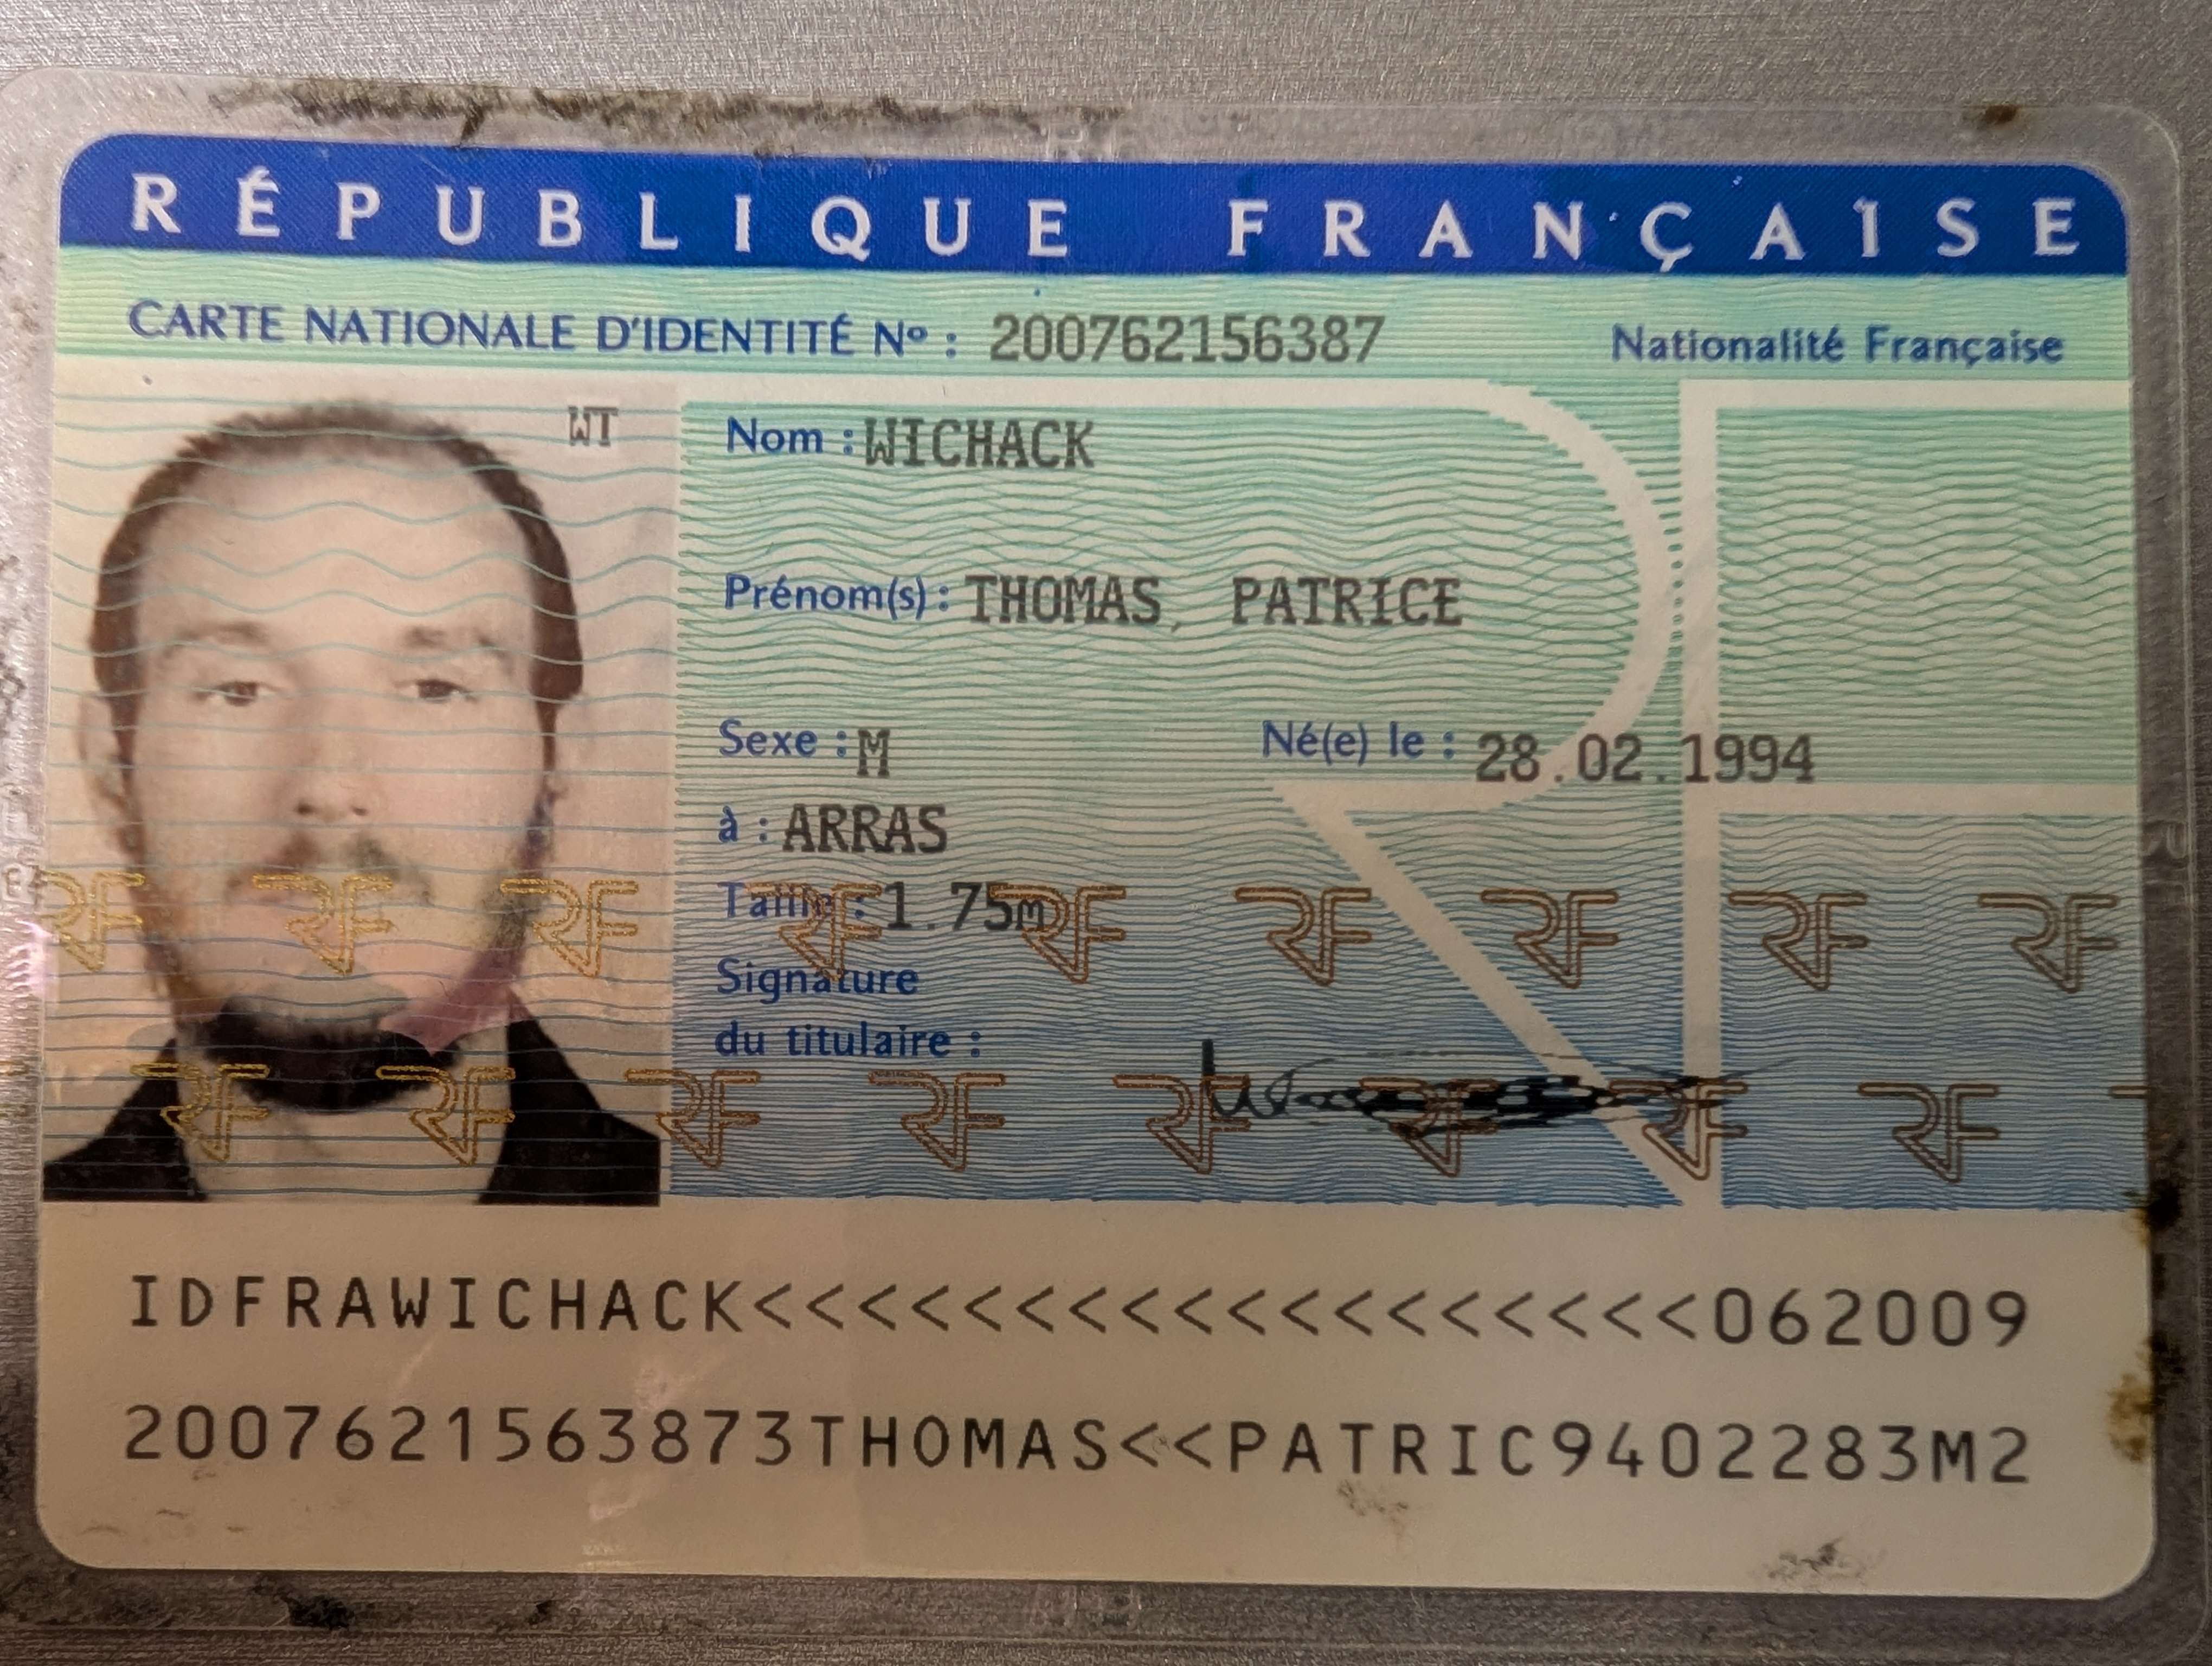 RÉPUBLIQUE FRANÇAISE
CARTE NATIONALE D'IDENTITÉ Nº : 200762156387 Nationalité Française
WT
Nom : WICHACK
Prénom(s) : THOMAS, PATRICE
Sexe : M Né(e) le : 28.02.1994
à : ARRAS
Taille : 1.75m
Signature
du titulaire :
RF RF RF RF RF RF RF RF RF
RF RF RF RF RF RF RF RF
IDFRAWICHACK<<<<<<<<<<<<<<<<<<062009
2007621563873THOMAS<<PATRIC9402283M2